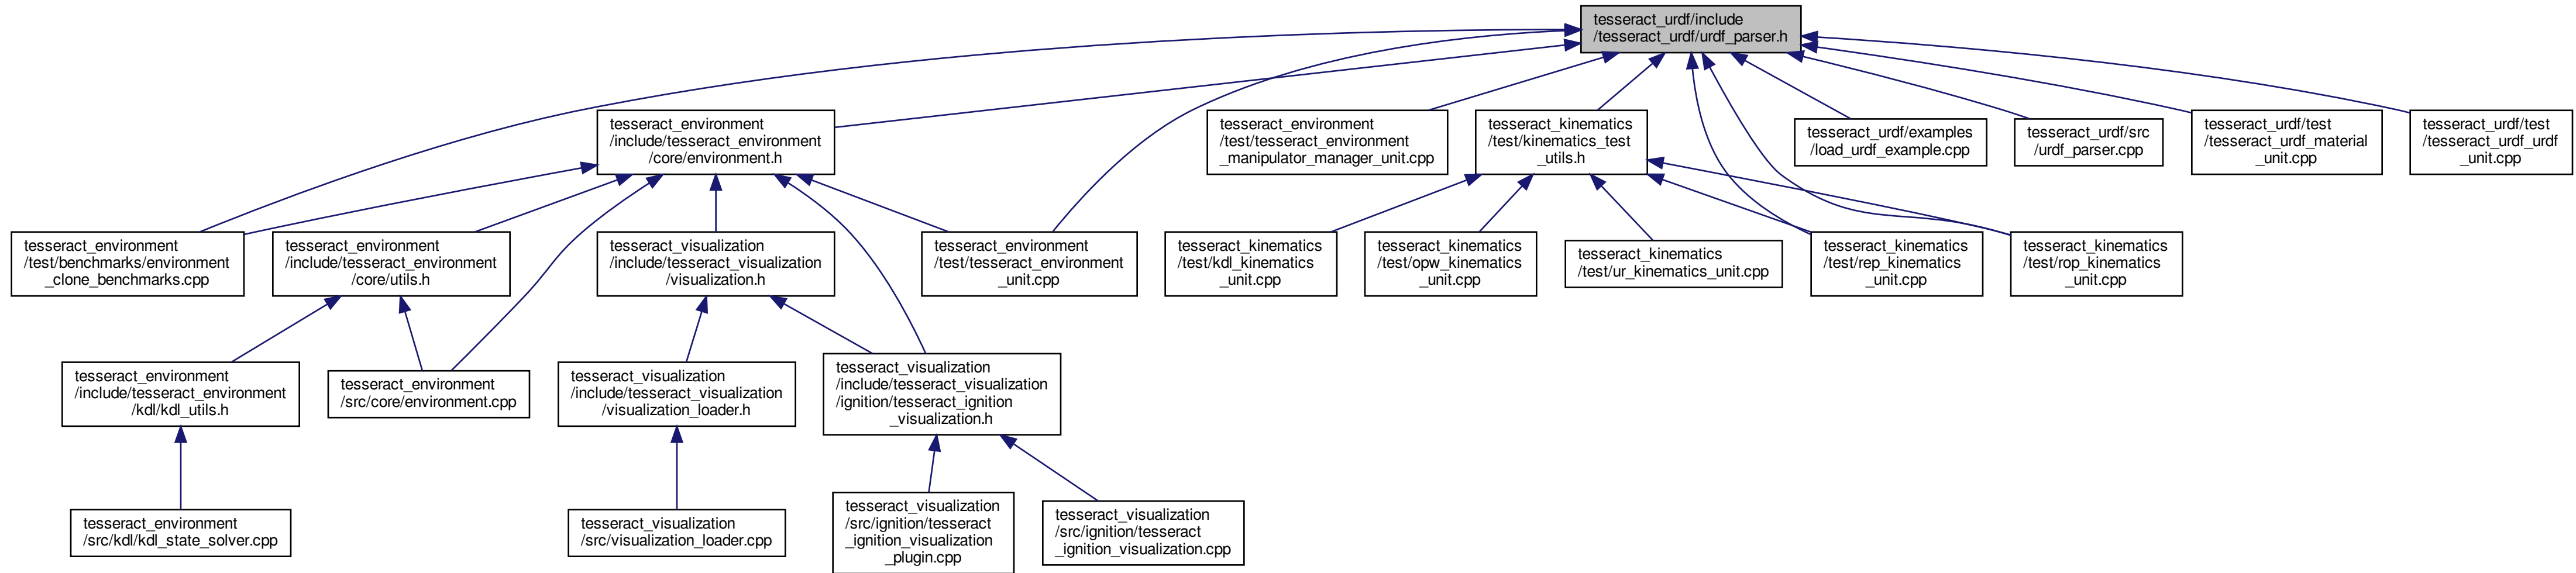 tesseract_urdf/include
/tesseract_urdf/urdf_parser.h
tesseract_environment
/include/tesseract_environment
/core/environment.h
tesseract_environment
/test/tesseract_environment
_manipulator_manager_unit.cpp
tesseract_kinematics
/test/kinematics_test
_utils.h
tesseract_urdf/examples
/load_urdf_example.cpp
tesseract_urdf/src
/urdf_parser.cpp
tesseract_urdf/test
/tesseract_urdf_material
_unit.cpp
tesseract_urdf/test
/tesseract_urdf_urdf
_unit.cpp
tesseract_environment
/test/benchmarks/environment
_clone_benchmarks.cpp
tesseract_environment
/include/tesseract_environment
/core/utils.h
tesseract_visualization
/include/tesseract_visualization
/visualization.h
tesseract_environment
/test/tesseract_environment
_unit.cpp
tesseract_kinematics
/test/kdl_kinematics
_unit.cpp
tesseract_kinematics
/test/opw_kinematics
_unit.cpp
tesseract_kinematics
/test/ur_kinematics_unit.cpp
tesseract_kinematics
/test/rep_kinematics
_unit.cpp
tesseract_kinematics
/test/rop_kinematics
_unit.cpp
tesseract_environment
/include/tesseract_environment
/kdl/kdl_utils.h
tesseract_environment
/src/core/environment.cpp
tesseract_visualization
/include/tesseract_visualization
/visualization_loader.h
tesseract_visualization
/include/tesseract_visualization
/ignition/tesseract_ignition
_visualization.h
tesseract_environment
/src/kdl/kdl_state_solver.cpp
tesseract_visualization
/src/visualization_loader.cpp
tesseract_visualization
/src/ignition/tesseract
_ignition_visualization
_plugin.cpp
tesseract_visualization
/src/ignition/tesseract
_ignition_visualization.cpp